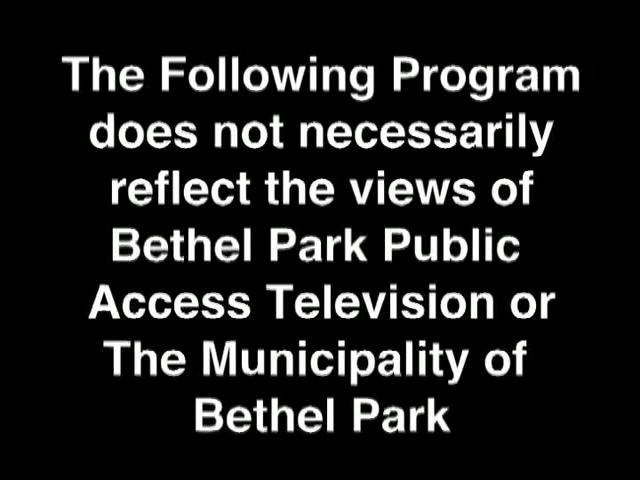 The Following Program
does not necessarily
reflect the views of
Bethel Park Public
Access Television or
The Municipality of
Bethel Park